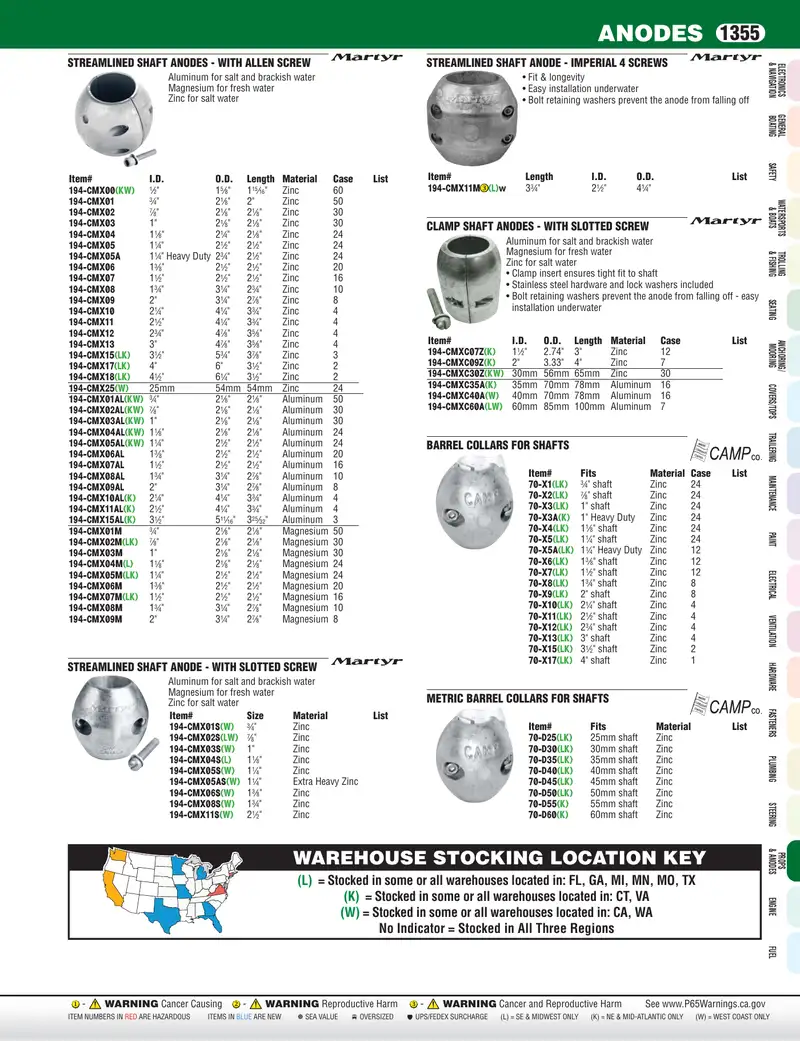 ANODES 1355
STREAMLINED SHAFT ANODES - WITH ALLEN SCREW
Martyr
Aluminum for salt and brackish water
Magnesium for fresh water
Zinc for salt water
Item# I.D. O.D. Length Material Case List
194-CMX00(KW) ½" 1⅝" 1¹⁵⁄₁₆" Zinc 60
194-CMX01 ¾" 2⅛" 2" Zinc 50
194-CMX02 ⅞" 2⅛" 2⅛" Zinc 30
194-CMX03 1" 2⅛" 2⅛" Zinc 30
194-CMX04 1⅛" 2¼" 2⅛" Zinc 24
194-CMX05 1¼" 2½" 2½" Zinc 24
194-CMX05A 1¼" Heavy Duty 2¾" 2½" Zinc 24
194-CMX06 1⅜" 2½" 2½" Zinc 20
194-CMX07 1½" 2½" 2½" Zinc 16
194-CMX08 1¾" 3¼" 2¾" Zinc 10
194-CMX09 2" 3¼" 2⅞" Zinc 8
194-CMX10 2¼" 4¼" 3¾" Zinc 4
194-CMX11 2½" 4¼" 3¾" Zinc 4
194-CMX12 2¾" 4⅞" 3⅝" Zinc 4
194-CMX13 3" 4⅞" 3⅝" Zinc 4
194-CMX15(LK) 3½" 5¾" 3⅞" Zinc 3
194-CMX17(LK) 4" 6" 3½" Zinc 2
194-CMX18(LK) 4½" 6¼" 3½" Zinc 2
194-CMX25(W) 25mm 54mm 54mm Zinc 24
194-CMX01AL(KW) ¾" 2⅛" 2⅛" Aluminum 50
194-CMX02AL(KW) ⅞" 2⅛" 2⅛" Aluminum 30
194-CMX03AL(KW) 1" 2⅛" 2⅛" Aluminum 30
194-CMX04AL(KW) 1⅛" 2⅛" 2⅛" Aluminum 24
194-CMX05AL(KW) 1¼" 2½" 2½" Aluminum 24
194-CMX06AL 1⅜" 2½" 2½" Aluminum 20
194-CMX07AL 1½" 2½" 2½" Aluminum 16
194-CMX08AL 1¾" 3¼" 2⅞" Aluminum 10
194-CMX09AL 2" 3¼" 2⅞" Aluminum 8
194-CMX10AL(K) 2¼" 4¼" 3¾" Aluminum 4
194-CMX11AL(K) 2½" 4¼" 3¾" Aluminum 4
194-CMX15AL(K) 3½" 5¹¹⁄₁₆" 3²⁵⁄₃₂" Aluminum 3
194-CMX01M ¾" 2⅛" 2⅛" Magnesium 50
194-CMX02M(LK) ⅞" 2⅛" 2⅛" Magnesium 30
194-CMX03M 1" 2⅛" 2⅛" Magnesium 30
194-CMX04M(L) 1⅛" 2⅛" 2⅛" Magnesium 24
194-CMX05M(LK) 1¼" 2½" 2½" Magnesium 24
194-CMX06M 1⅜" 2½" 2½" Magnesium 20
194-CMX07M(LK) 1½" 2½" 2½" Magnesium 16
194-CMX08M 1¾" 3¼" 2⅞" Magnesium 10
194-CMX09M 2" 3¼" 2⅞" Magnesium 8
STREAMLINED SHAFT ANODE - WITH SLOTTED SCREW
Martyr
Aluminum for salt and brackish water
Magnesium for fresh water
Zinc for salt water
Item# Size Material List
194-CMX01S(W) ¾" Zinc
194-CMX02S(LW) ⅞" Zinc
194-CMX03S(W) 1" Zinc
194-CMX04S(L) 1⅛" Zinc
194-CMX05S(W) 1¼" Zinc
194-CMX05AS(W) 1¼" Extra Heavy Zinc
194-CMX06S(W) 1⅜" Zinc
194-CMX08S(W) 1¾" Zinc
194-CMX11S(W) 2½" Zinc
STREAMLINED SHAFT ANODE - IMPERIAL 4 SCREWS
Martyr
• Fit & longevity
• Easy installation underwater
• Bolt retaining washers prevent the anode from falling off
Item# Length I.D. O.D. List
194-CMX11M3(L)w 3¾" 2½" 4¼"
CLAMP SHAFT ANODES - WITH SLOTTED SCREW
Martyr
Aluminum for salt and brackish water
Magnesium for fresh water
Zinc for salt water
• Clamp insert ensures tight fit to shaft
• Stainless steel hardware and lock washers included
• Bolt retaining washers prevent the anode from falling off - easy
installation underwater
Item# I.D. O.D. Length Material Case List
194-CMXC07Z(K) 1½" 2.74" 3" Zinc 12
194-CMXC09Z(K) 2" 3.33" 4" Zinc 7
194-CMXC30Z(KW) 30mm 56mm 65mm Zinc 30
194-CMXC35A(K) 35mm 70mm 78mm Aluminum 16
194-CMXC40A(W) 40mm 70mm 78mm Aluminum 16
194-CMXC60A(LW) 60mm 85mm 100mm Aluminum 7
BARREL COLLARS FOR SHAFTS
CAMP CO.
Item# Fits Material Case List
70-X1(LK) ¾" shaft Zinc 24
70-X2(LK) ⅞" shaft Zinc 24
70-X3(LK) 1" shaft Zinc 24
70-X3A(K) 1" Heavy Duty Zinc 24
70-X4(LK) 1⅛" shaft Zinc 24
70-X5(LK) 1¼" shaft Zinc 24
70-X5A(LK) 1¼" Heavy Duty Zinc 12
70-X6(LK) 1⅜" shaft Zinc 12
70-X7(LK) 1½" shaft Zinc 12
70-X8(LK) 1¾" shaft Zinc 8
70-X9(LK) 2" shaft Zinc 8
70-X10(LK) 2¼" shaft Zinc 4
70-X11(LK) 2½" shaft Zinc 4
70-X12(LK) 2¾" shaft Zinc 4
70-X13(LK) 3" shaft Zinc 4
70-X15(LK) 3½" shaft Zinc 2
70-X17(LK) 4" shaft Zinc 1
METRIC BARREL COLLARS FOR SHAFTS
CAMP CO.
Item# Fits Material List
70-D25(LK) 25mm shaft Zinc
70-D30(LK) 30mm shaft Zinc
70-D35(LK) 35mm shaft Zinc
70-D40(LK) 40mm shaft Zinc
70-D45(LK) 45mm shaft Zinc
70-D50(LK) 50mm shaft Zinc
70-D55(K) 55mm shaft Zinc
70-D60(K) 60mm shaft Zinc
WAREHOUSE STOCKING LOCATION KEY
(L) = Stocked in some or all warehouses located in: FL, GA, MI, MN, MO, TX
(K) = Stocked in some or all warehouses located in: CT, VA
(W) = Stocked in some or all warehouses located in: CA, WA
No Indicator = Stocked in All Three Regions
ELECTRONICS & NAVIGATION
GENERAL BOATING
SAFETY
WATERSPORTS & BOATS
TROLLING & FISHING
SEATING
ANCHORING/ MOORING
COVERS/TOPS
TRAILERING
MAINTENANCE
PAINT
ELECTRICAL
VENTILATION
HARDWARE
FASTENERS
PLUMBING
STEERING
PROPS & ANODES
ENGINE
FUEL
1 - WARNING Cancer Causing 2 - WARNING Reproductive Harm 3 - WARNING Cancer and Reproductive Harm See www.P65Warnings.ca.gov
ITEM NUMBERS IN RED ARE HAZARDOUS ITEMS IN BLUE ARE NEW SEA VALUE OVERSIZED UPS/FEDEX SURCHARGE (L) = SE & MIDWEST ONLY (K) = NE & MID-ATLANTIC ONLY (W) = WEST COAST ONLY